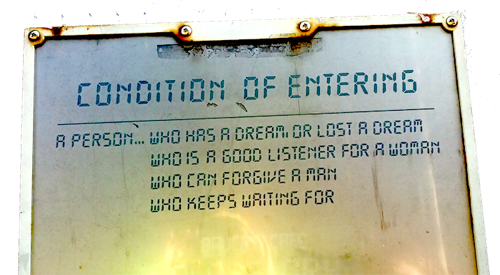 CONDITION OF ENTERING
A PERSON... WHO HAS A DREAM, OR LOST A DREAM
WHO IS A GOOD LISTENER FOR A WOMAN
WHO CAN FORGIVE A MAN
WHO KEEPS WAITING FOR